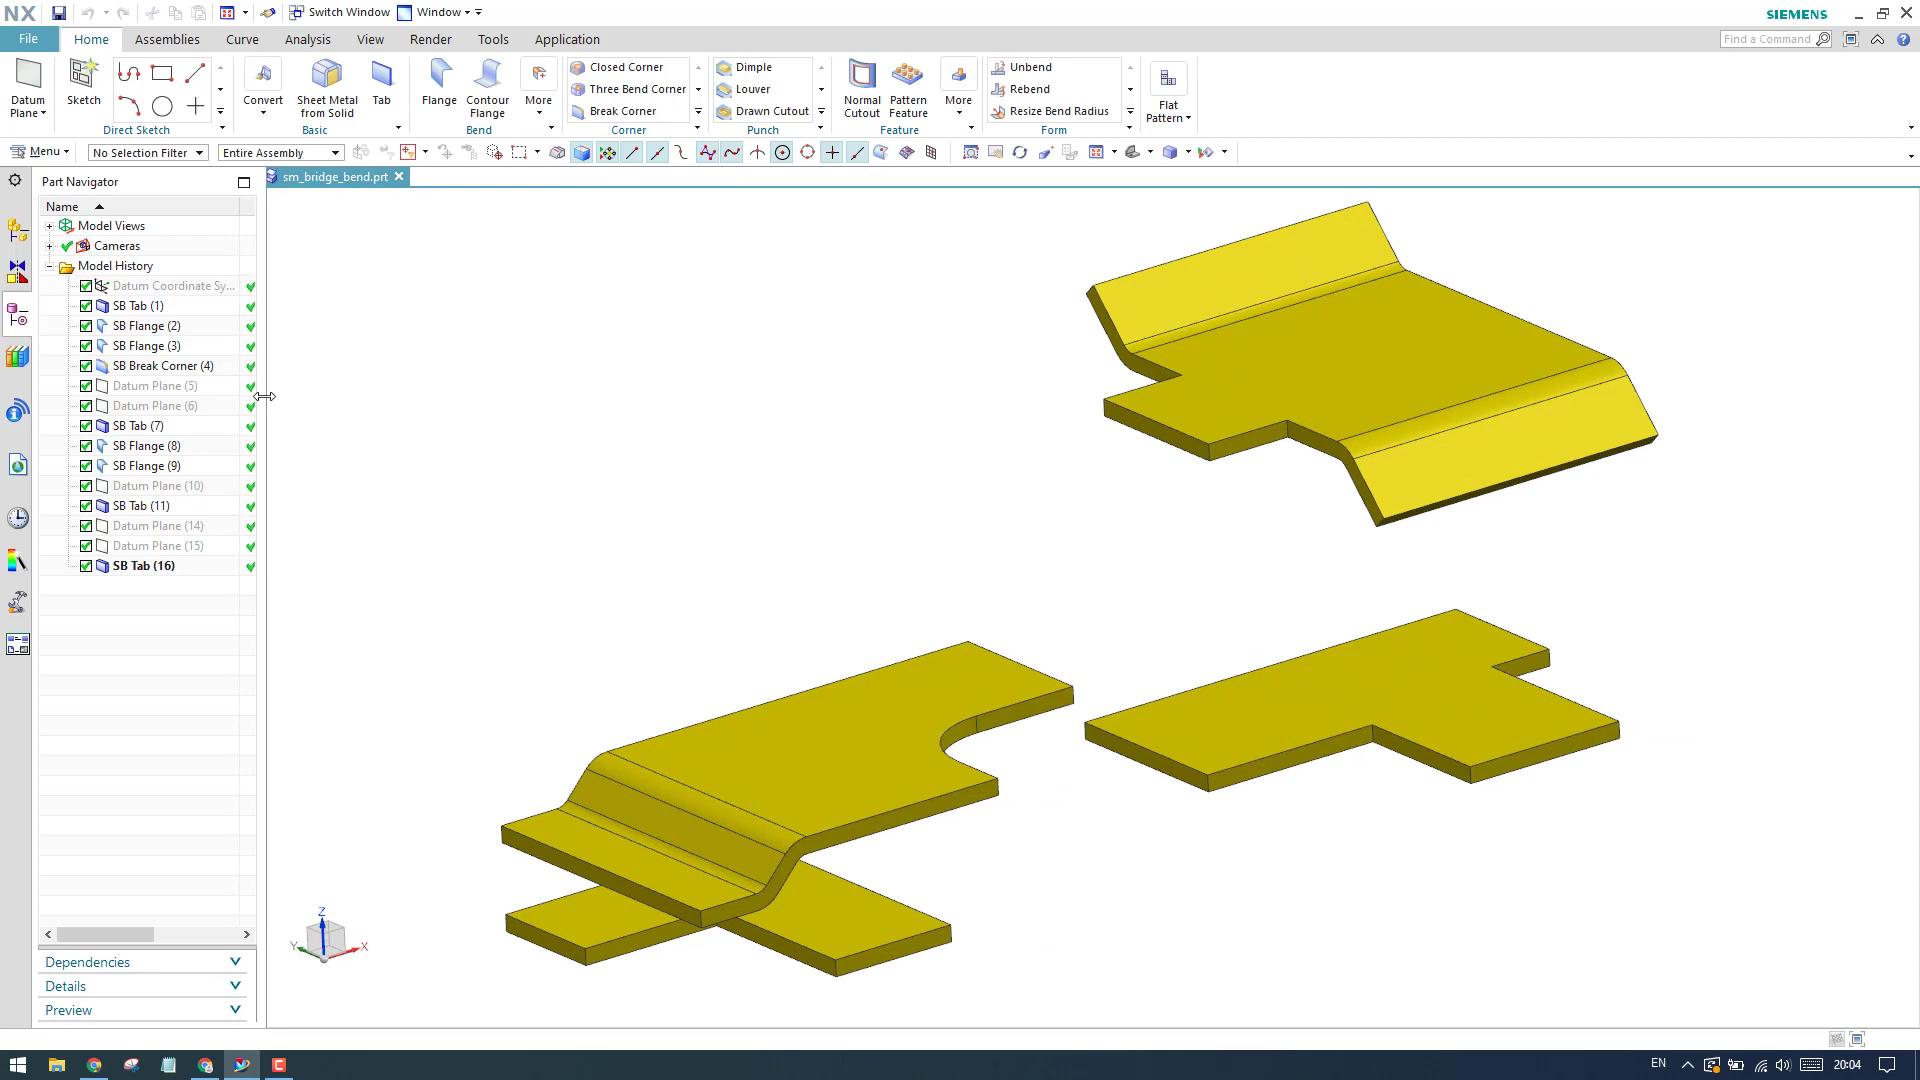 NX Switch Window Window SIEMENS
File Home Assemblies Curve Analysis View Render Tools Application Find a Command
Datum Plane Sketch Convert Sheet Metal from Solid Tab Flange Contour Flange More Closed Corner Three Bend Corner Break Corner Dimple Louver Drawn Cutout Normal Cutout Pattern Feature More Unbend Rebend Resize Bend Radius Flat Pattern
Direct Sketch Basic Bend Corner Punch Feature Form
Menu No Selection Filter Entire Assembly
Part Navigator
sm_bridge_bend.prt
Name
Model Views
Cameras
Model History
Datum Coordinate Sy...
SB Tab (1)
SB Flange (2)
SB Flange (3)
SB Break Corner (4)
Datum Plane (5)
Datum Plane (6)
SB Tab (7)
SB Flange (8)
SB Flange (9)
Datum Plane (10)
SB Tab (11)
Datum Plane (14)
Datum Plane (15)
SB Tab (16)
Z
Y
X
Dependencies
Details
Preview
EN 20:04